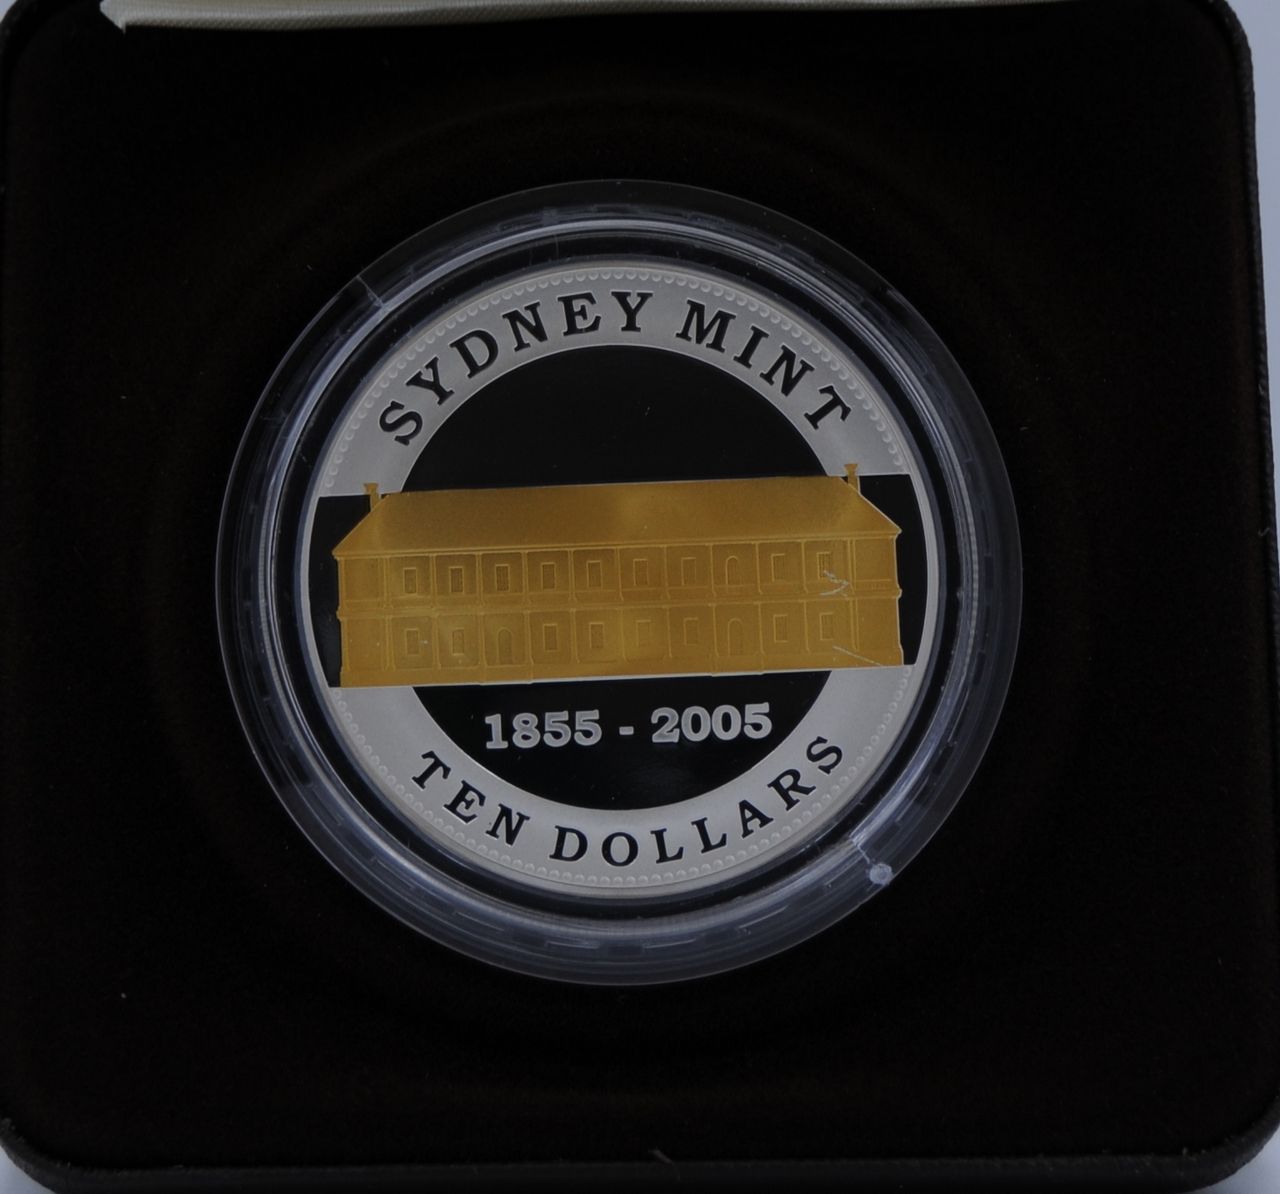 SYDNEY MINT
1855 - 2005
TEN DOLLARS